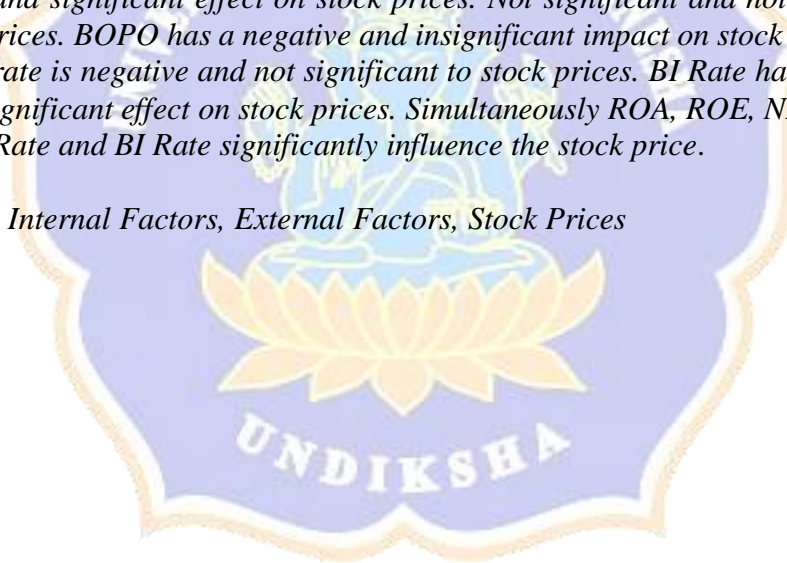 and significant effect on stock prices. Not significant and not
rices. BOPO has a negative and insignificant impact on stock
rate is negative and not significant to stock prices. BI Rate ha
gnificant effect on stock prices. Simultaneously ROA, ROE, N
Rate and BI Rate significantly influence the stock price.
Internal Factors, External Factors, Stock Prices
UNDIKSHA